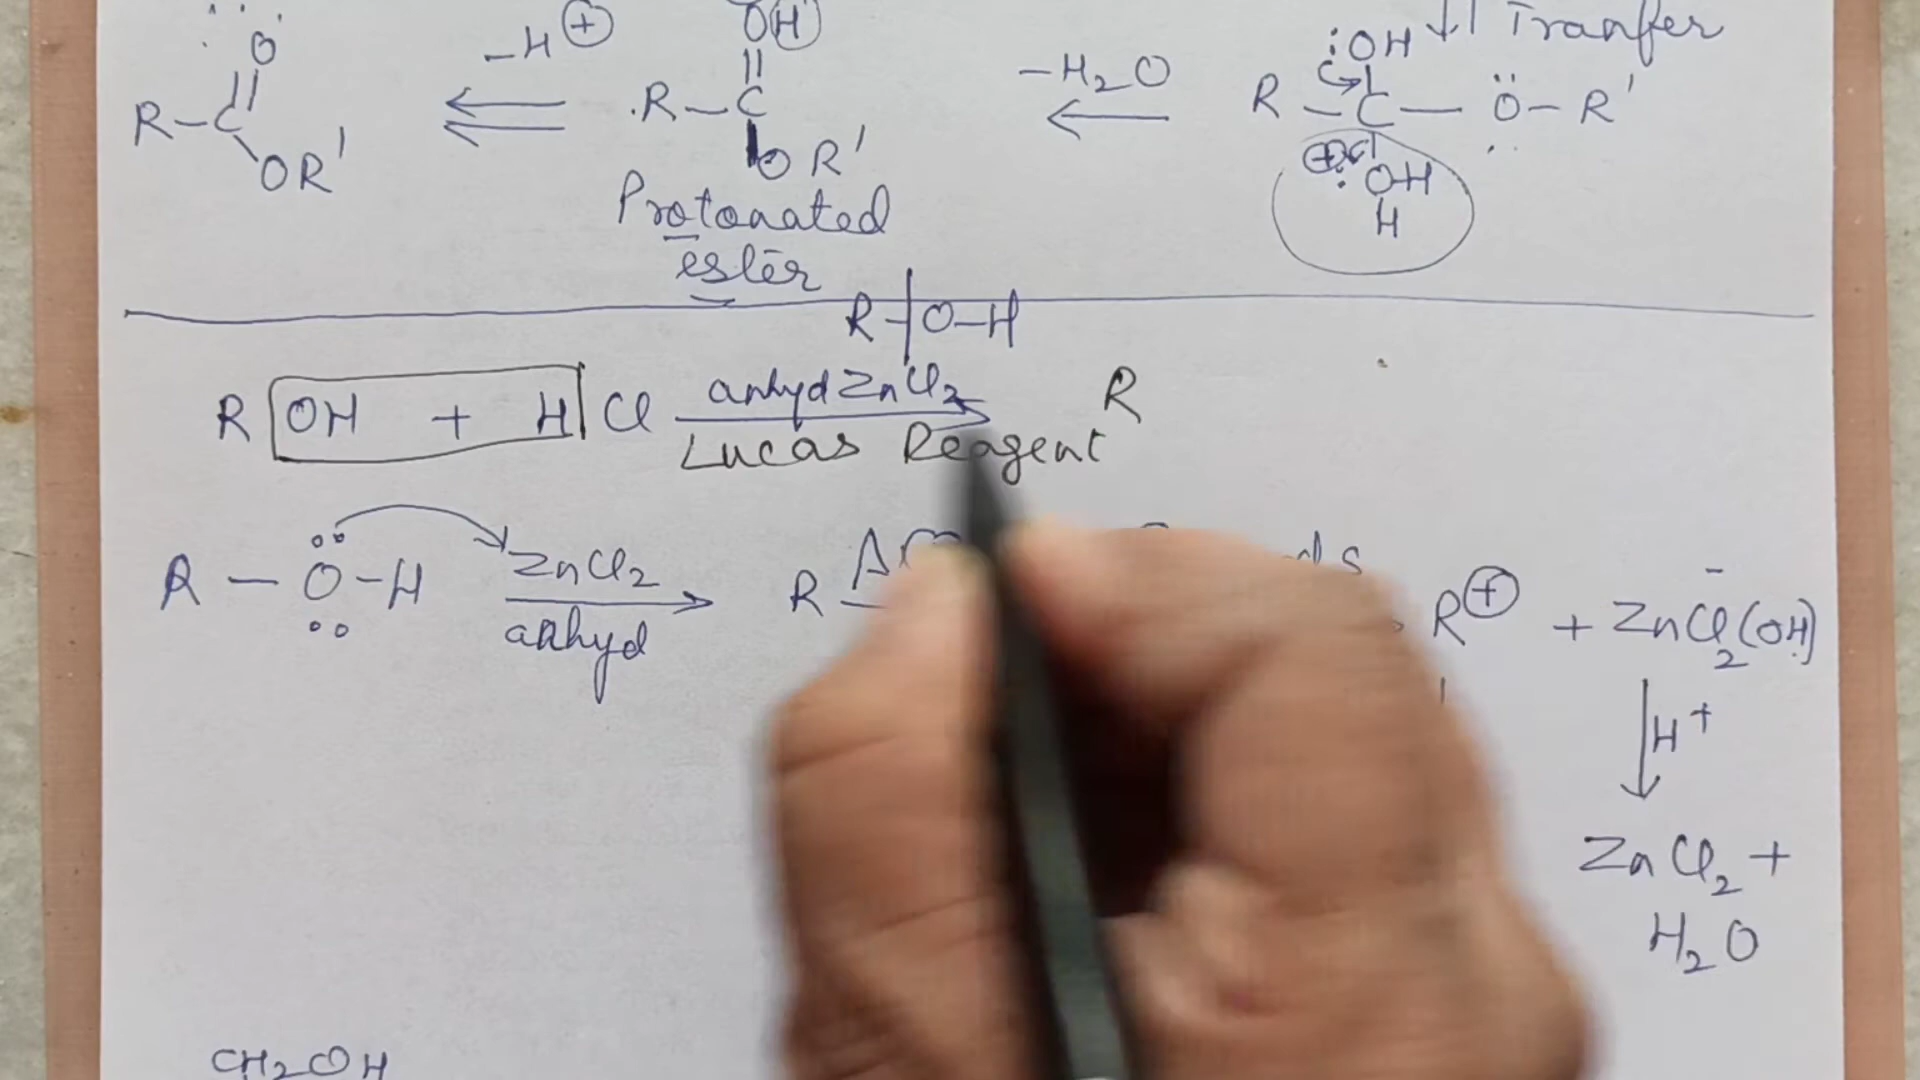 O −H⊕ OH :OH ↓↑ Tranfer
R–C ⇐ .R–C −H2O ← R–C–Ö–R'
OR' OR' ⊕:OH
Protonated H
ester
R–|O–H
R OH + H Cl anhyd ZnCl2 → R
Lucas Reagent
R–O–H ZnCl2 → R
anhyd
R⊕ + ZnCl2(OH)
-
↓H+
ZnCl2 +
H2O
CH2OH